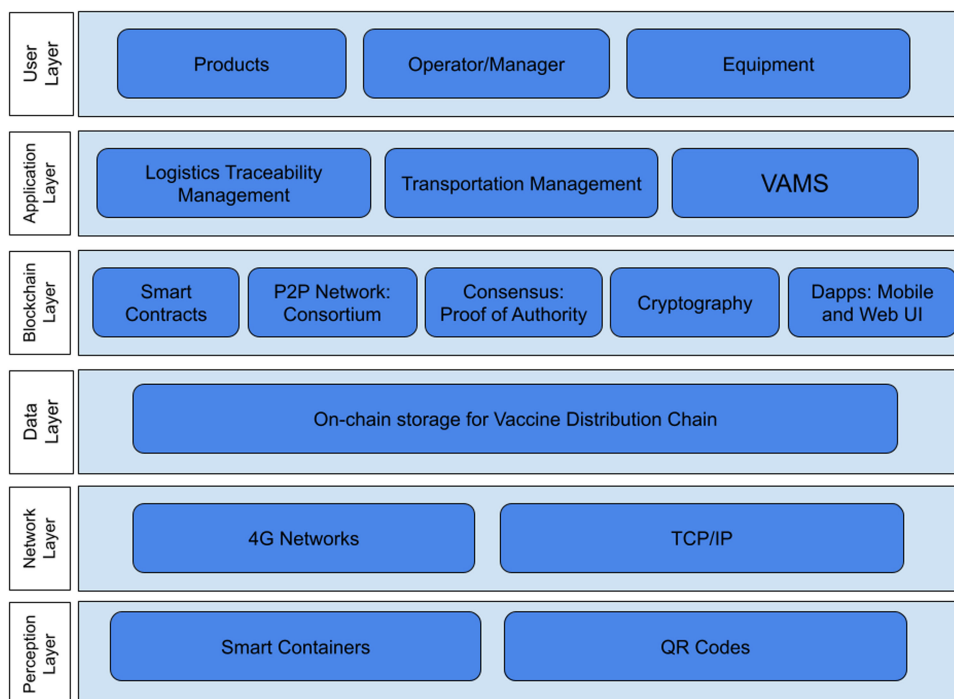 User
Layer
Products
Operator/Manager
Equipment
Application
Layer
Logistics Traceability
Management
Transportation Management
VAMS
Blockchain
Layer
Smart
Contracts
P2P Network:
Consortium
Consensus:
Proof of Authority
Cryptography
Dapps: Mobile
and Web UI
Data
Layer
On-chain storage for Vaccine Distribution Chain
Network
Layer
4G Networks
TCP/IP
Perception
Layer
Smart Containers
QR Codes